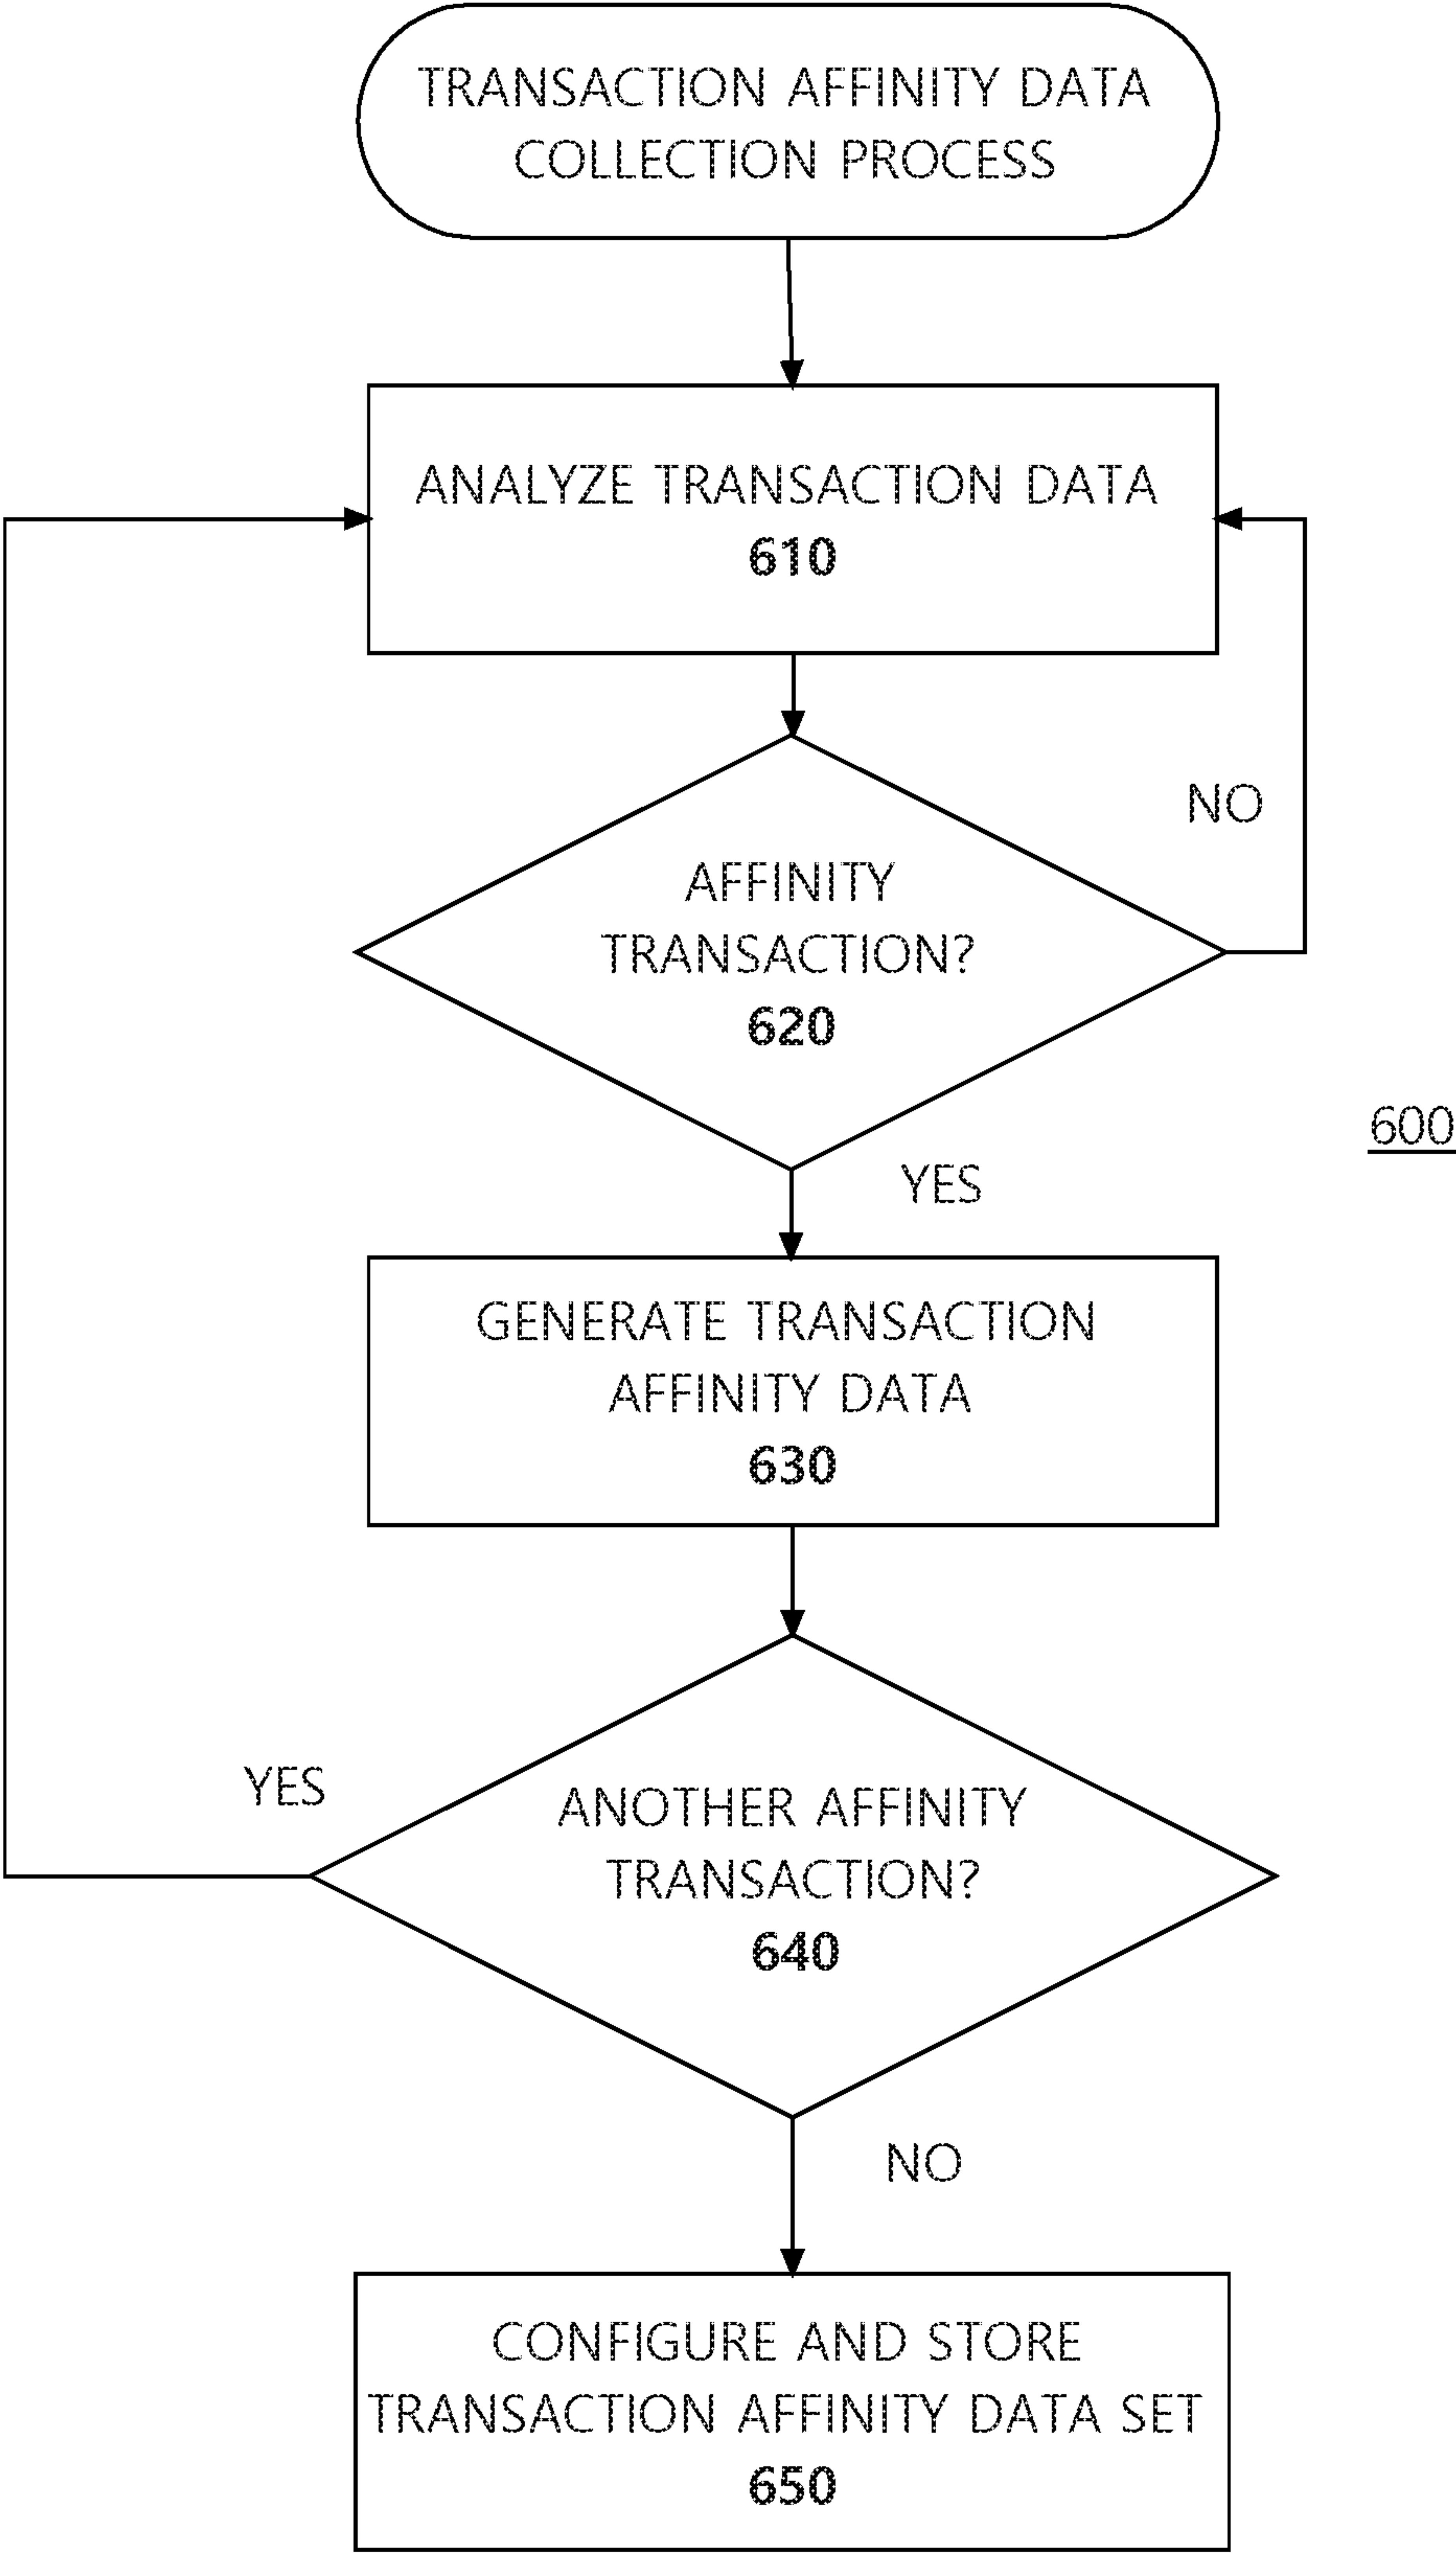 TRANSACTION AFFINITY DATA
COLLECTION PROCESS
ANALYZE TRANSACTION DATA
610
NO
AFFINITY
TRANSACTION?
620
600
YES
GENERATE TRANSACTION
AFFINITY DATA
630
YES
ANOTHER AFFINITY
TRANSACTION?
640
NO
CONFIGURE AND STORE
TRANSACTION AFFINITY DATA SET
650